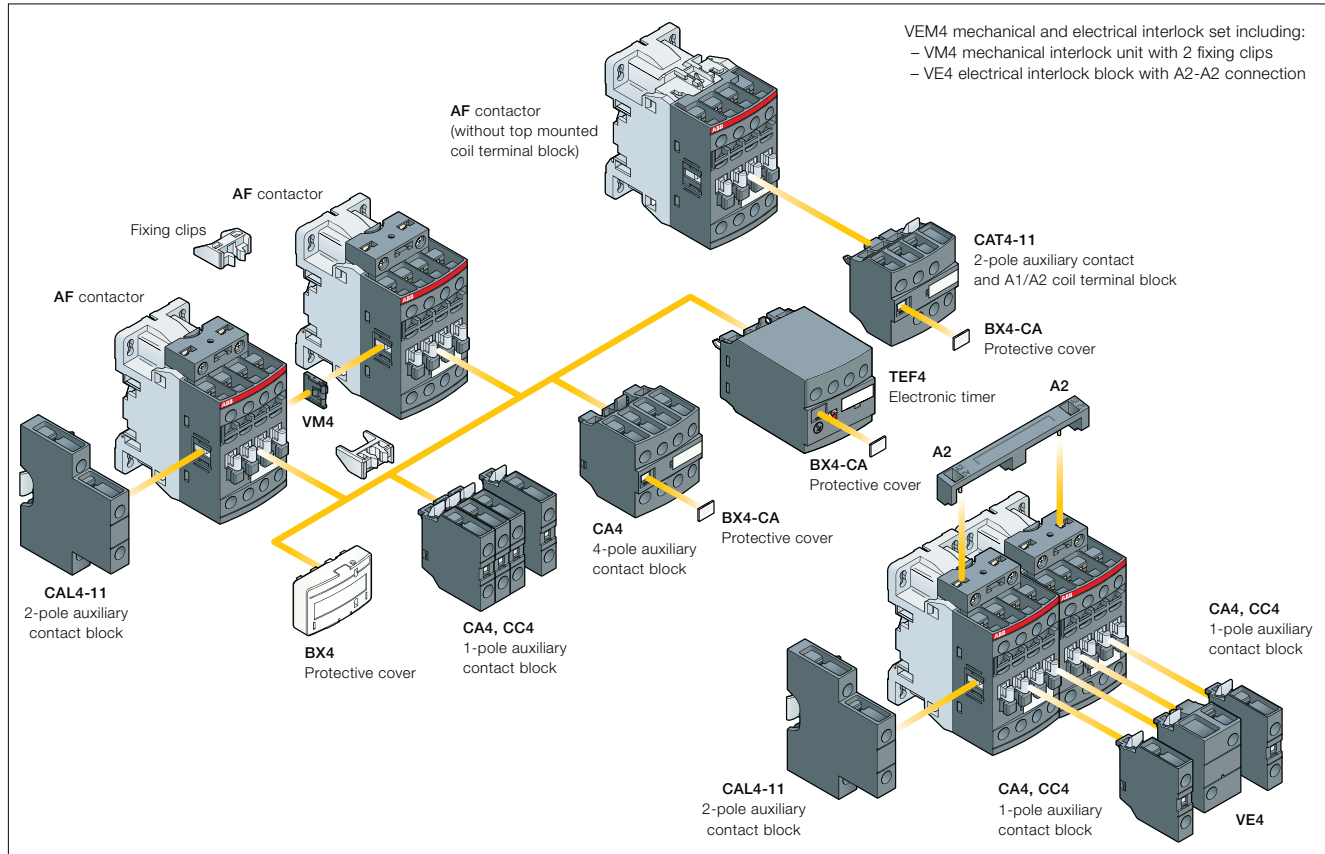 VEM4 mechanical and electrical interlock set including:
– VM4 mechanical interlock unit with 2 fixing clips
– VE4 electrical interlock block with A2-A2 connection
AF contactor
(without top mounted
coil terminal block)
ABB
AF contactor
Fixing clips
ABB
CAT4-11
2-pole auxiliary contact
and A1/A2 coil terminal block
AF contactor
ABB
BX4-CA
Protective cover
TEF4
Electronic timer
A2
VM4
A2
BX4-CA
Protective cover
CA4
4-pole auxiliary
contact block
BX4-CA
Protective cover
CAL4-11
2-pole auxiliary
contact block
BX4
Protective cover
CA4, CC4
1-pole auxiliary
contact block
ABB
ABB
CA4, CC4
1-pole auxiliary
contact block
CAL4-11
2-pole auxiliary
contact block
CA4, CC4
1-pole auxiliary
contact block
VE4